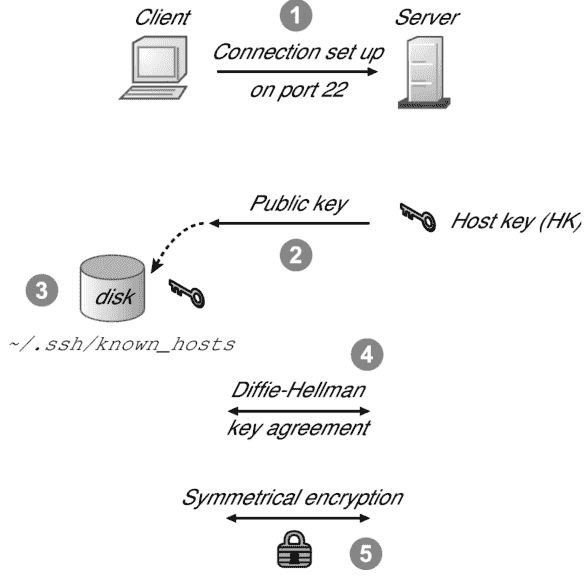 Client
1
Server
Connection set up
on port 22
Public key
Host key (HK)
2
3
disk
~/.ssh/known_hosts
4
Diffie-Hellman
key agreement
Symmetrical encryption
5